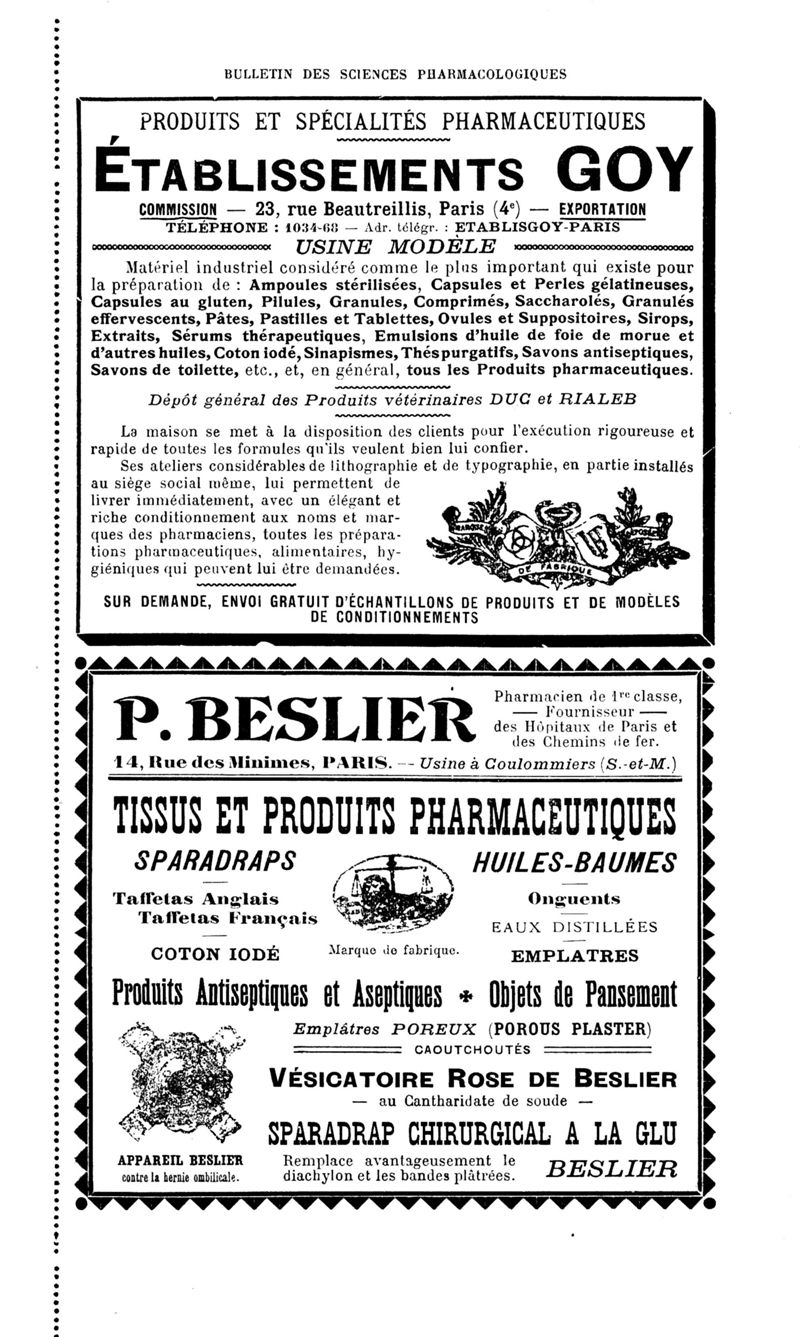 BULLETIN DES SCIENCES PHARMACOLOGIQUES
PRODUITS ET SPÉCIALITÉS PHARMACEUTIQUES
ÉTABLISSEMENTS GOY
COMMISSION — 23, rue Beautreillis, Paris (4e) — EXPORTATION
TÉLÉPHONE : 1034-68 — Adr. télégr. : ETABLISGOY-PARIS
USINE MODÈLE
Matériel industriel considéré comme le plus important qui existe pour
la préparation de : Ampoules stérilisées, Capsules et Perles gélatineuses,
Capsules au gluten, Pilules, Granules, Comprimés, Saccharolés, Granulés
effervescents, Pâtes, Pastilles et Tablettes, Ovules et Suppositoires, Sirops,
Extraits, Sérums thérapeutiques, Emulsions d'huile de foie de morue et
d'autres huiles, Coton iodé, Sinapismes, Thés purgatifs, Savons antiseptiques,
Savons de toilette, etc., et, en général, tous les Produits pharmaceutiques.
Dépôt général des Produits vétérinaires DUC et RIALEB
La maison se met à la disposition des clients pour l'exécution rigoureuse et
rapide de toutes les formules qu'ils veulent bien lui confier.
Ses ateliers considérables de lithographie et de typographie, en partie installés
au siège social même, lui permettent de
livrer immédiatement, avec un élégant et
riche conditionnement aux noms et mar-
ques des pharmaciens, toutes les prépara-
tions pharmaceutiques, alimentaires, hy-
giéniques qui peuvent lui être demandées.
MARQUE
DE FABRIQUE
SUR DEMANDE, ENVOI GRATUIT D'ÉCHANTILLONS DE PRODUITS ET DE MODÈLES
DE CONDITIONNEMENTS
P. BESLIER
Pharmacien de 1re classe,
— Fournisseur —
des Hôpitaux de Paris et
des Chemins de fer.
14, Rue des Minimes, PARIS. -- Usine à Coulommiers (S.-et-M.)
TISSUS ET PRODUITS PHARMACEUTIQUES
SPARADRAPS
Taffetas Anglais
Taffetas Français
COTON IODÉ
Marque de fabrique.
HUILES-BAUMES
Onguents
EAUX DISTILLÉES
EMPLATRES
Produits Antiseptiques et Aseptiques ✠ Objets de Pansement
Emplâtres POREUX (POROUS PLASTER)
CAOUTCHOUTÉS
VÉSICATOIRE ROSE DE BESLIER
— au Cantharidate de soude —
SPARADRAP CHIRURGICAL A LA GLU
Remplace avantageusement le
diachylon et les bandes plâtrées.
BESLIER
APPAREIL BESLIER
contre la hernie ombilicale.